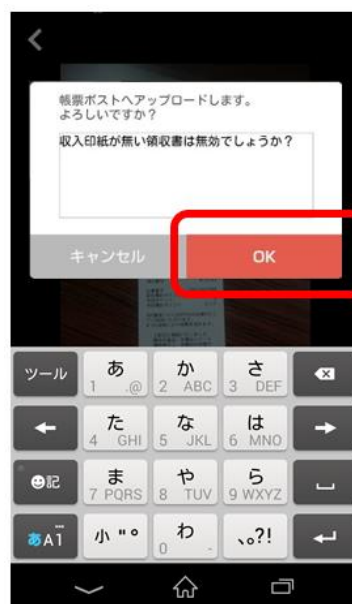 帳票ポストへアップロードします。
よろしいですか?
収入印紙が無い領収書は無効でしょうか?
キャンセル OK
ツール あ 1 .@ か 2 ABC さ 3 DEF
た 4 GHI な 5 JKL は 6 MNO
記 ま 7 PQRS や 8 TUV ら 9 WXYZ
あA1 小 " ° わ 0 - 、。?!